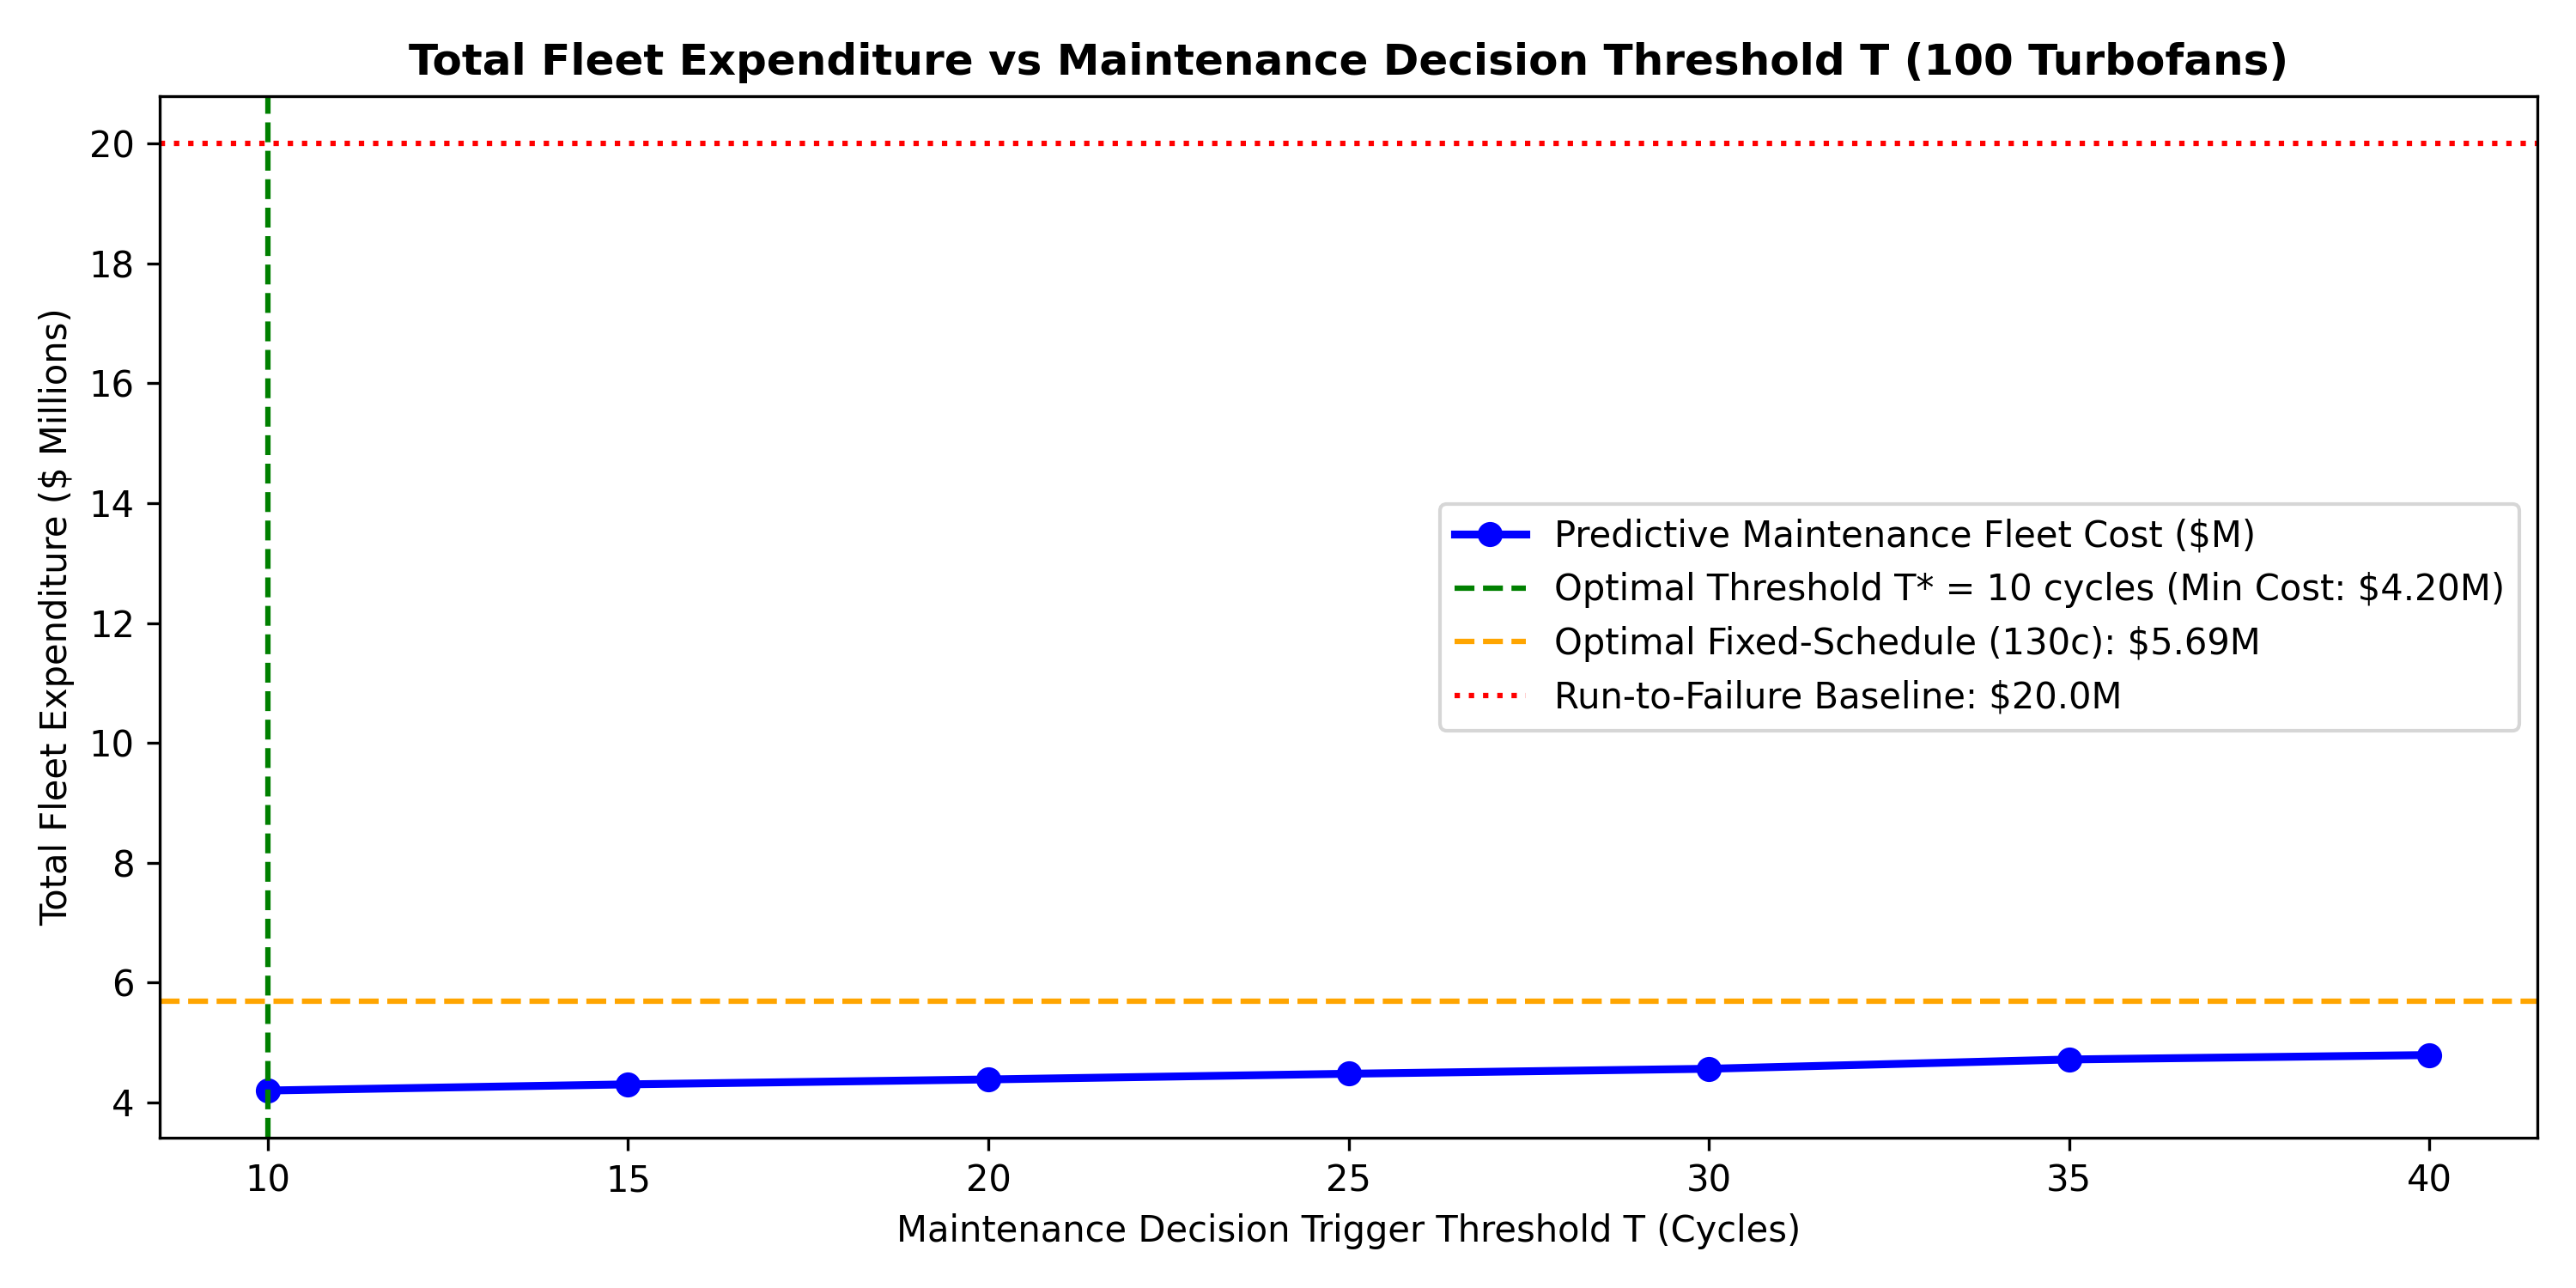 Total Fleet Expenditure vs Maintenance Decision Threshold T (100 Turbofans)
Total Fleet Expenditure ($ Millions)
20
18
16
14
12
10
8
6
4
Predictive Maintenance Fleet Cost ($M)
Optimal Threshold T* = 10 cycles (Min Cost: $4.20M)
Optimal Fixed-Schedule (130c): $5.69M
Run-to-Failure Baseline: $20.0M
10 15 20 25 30 35 40
Maintenance Decision Trigger Threshold T (Cycles)